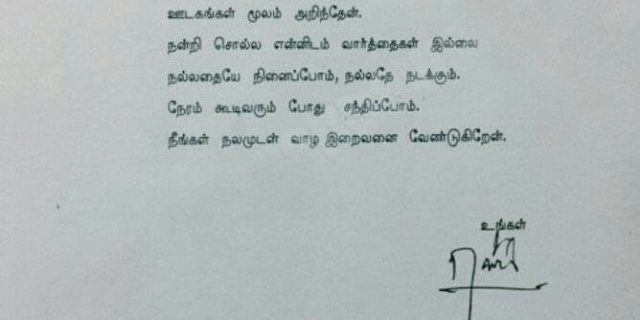 ஊடகங்கள் மூலம் அறிந்தேன்.
நன்றி சொல்ல என்னிடம் வார்த்தைகள் இல்லை
நல்லதையே நினைப்போம், நல்லதே நடக்கும்.
நேரம் கூடிவரும் போது சந்திப்போம்.
நீங்கள் நலமுடன் வாழ இறைவனை வேண்டுகிறேன்.
உங்கள்